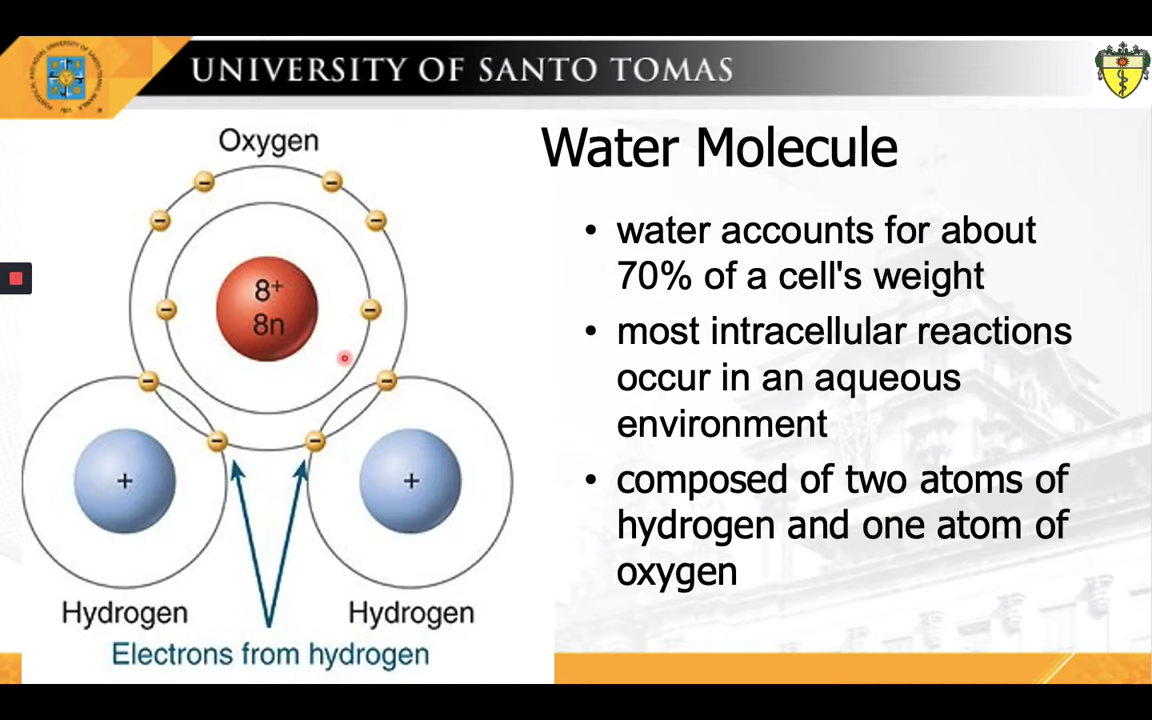 UNIVERSITY OF SANTO TOMAS
Water Molecule
Oxygen
8+
8n
+
+
Hydrogen
Hydrogen
Electrons from hydrogen
• water accounts for about
70% of a cell's weight
• most intracellular reactions
occur in an aqueous
environment
• composed of two atoms of
hydrogen and one atom of
oxygen